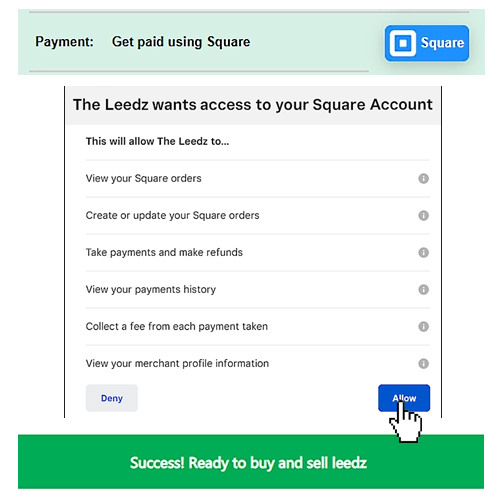 Payment: Get paid using Square
Square
The Leedz wants access to your Square Account
This will allow The Leedz to...
View your Square orders
Create or update your Square orders
Take payments and make refunds
View your payments history
Collect a fee from each payment taken
View your merchant profile information
Deny
Allow
Success! Ready to buy and sell leedz